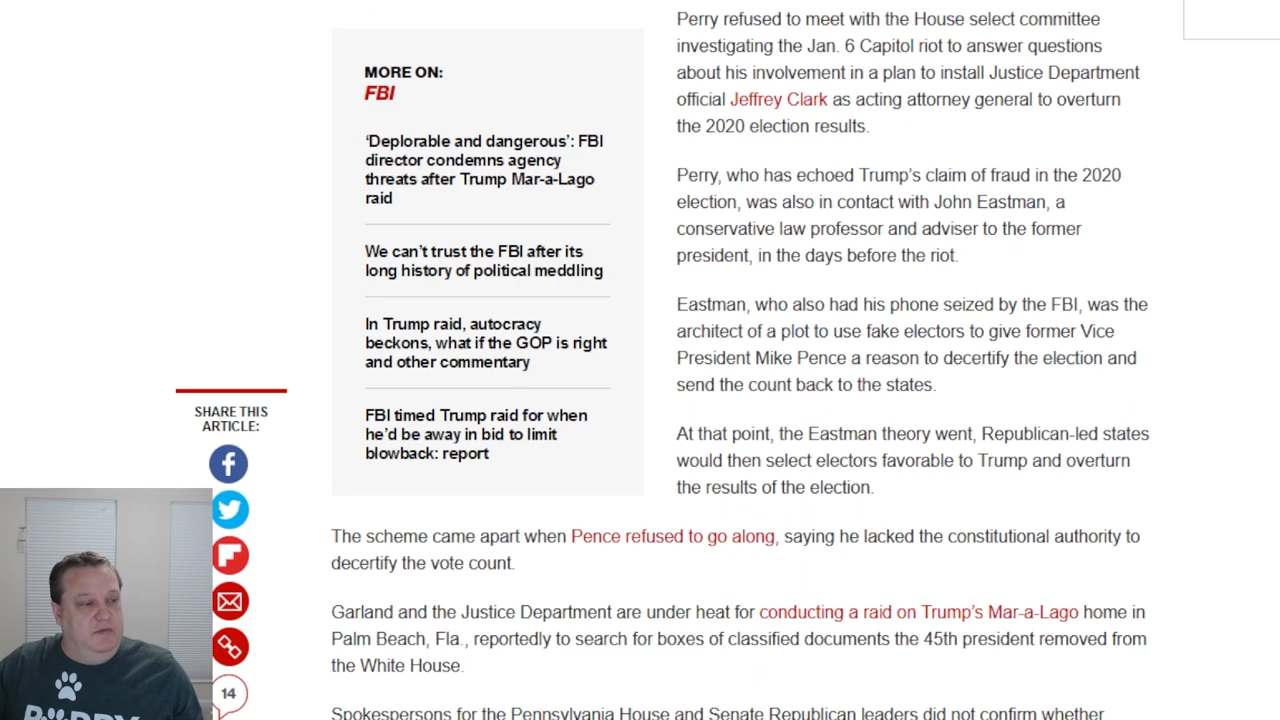 MORE ON:
FBI
‘Deplorable and dangerous’: FBI
director condemns agency
threats after Trump Mar-a-Lago
raid
We can’t trust the FBI after its
long history of political meddling
In Trump raid, autocracy
beckons, what if the GOP is right
and other commentary
FBI timed Trump raid for when
he’d be away in bid to limit
blowback: report
Perry refused to meet with the House select committee
investigating the Jan. 6 Capitol riot to answer questions
about his involvement in a plan to install Justice Department
official Jeffrey Clark as acting attorney general to overturn
the 2020 election results.
Perry, who has echoed Trump’s claim of fraud in the 2020
election, was also in contact with John Eastman, a
conservative law professor and adviser to the former
president, in the days before the riot.
Eastman, who also had his phone seized by the FBI, was the
architect of a plot to use fake electors to give former Vice
President Mike Pence a reason to decertify the election and
send the count back to the states.
At that point, the Eastman theory went, Republican-led states
would then select electors favorable to Trump and overturn
the results of the election.
The scheme came apart when Pence refused to go along, saying he lacked the constitutional authority to
decertify the vote count.
Garland and the Justice Department are under heat for conducting a raid on Trump’s Mar-a-Lago home in
Palm Beach, Fla., reportedly to search for boxes of classified documents the 45th president removed from
the White House.
Spokespersons for the Pennsylvania House and Senate Republican leaders did not confirm whether
SHARE THIS
ARTICLE:
14